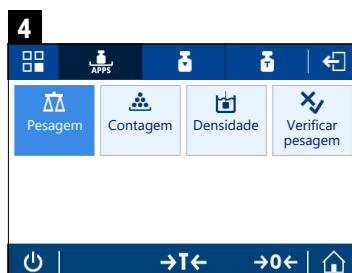 4
APPS
T
Pesagem
Contagem
Densidade
Verificar
pesagem
→T←
→0←